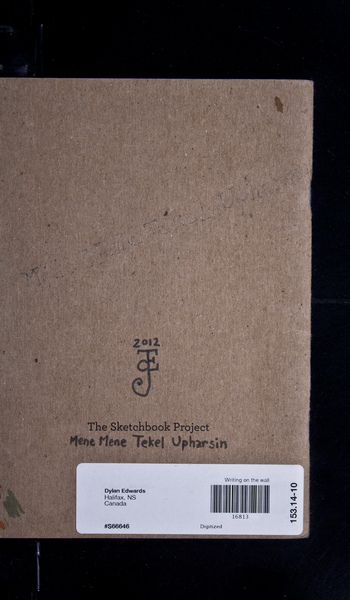 2012
The Sketchbook Project
Mene Mene Tekel Upharsin
Writing on the wall
Dylan Edwards
Halifax, NS
Canada
16813
#S66646
Digitized
153.14-10